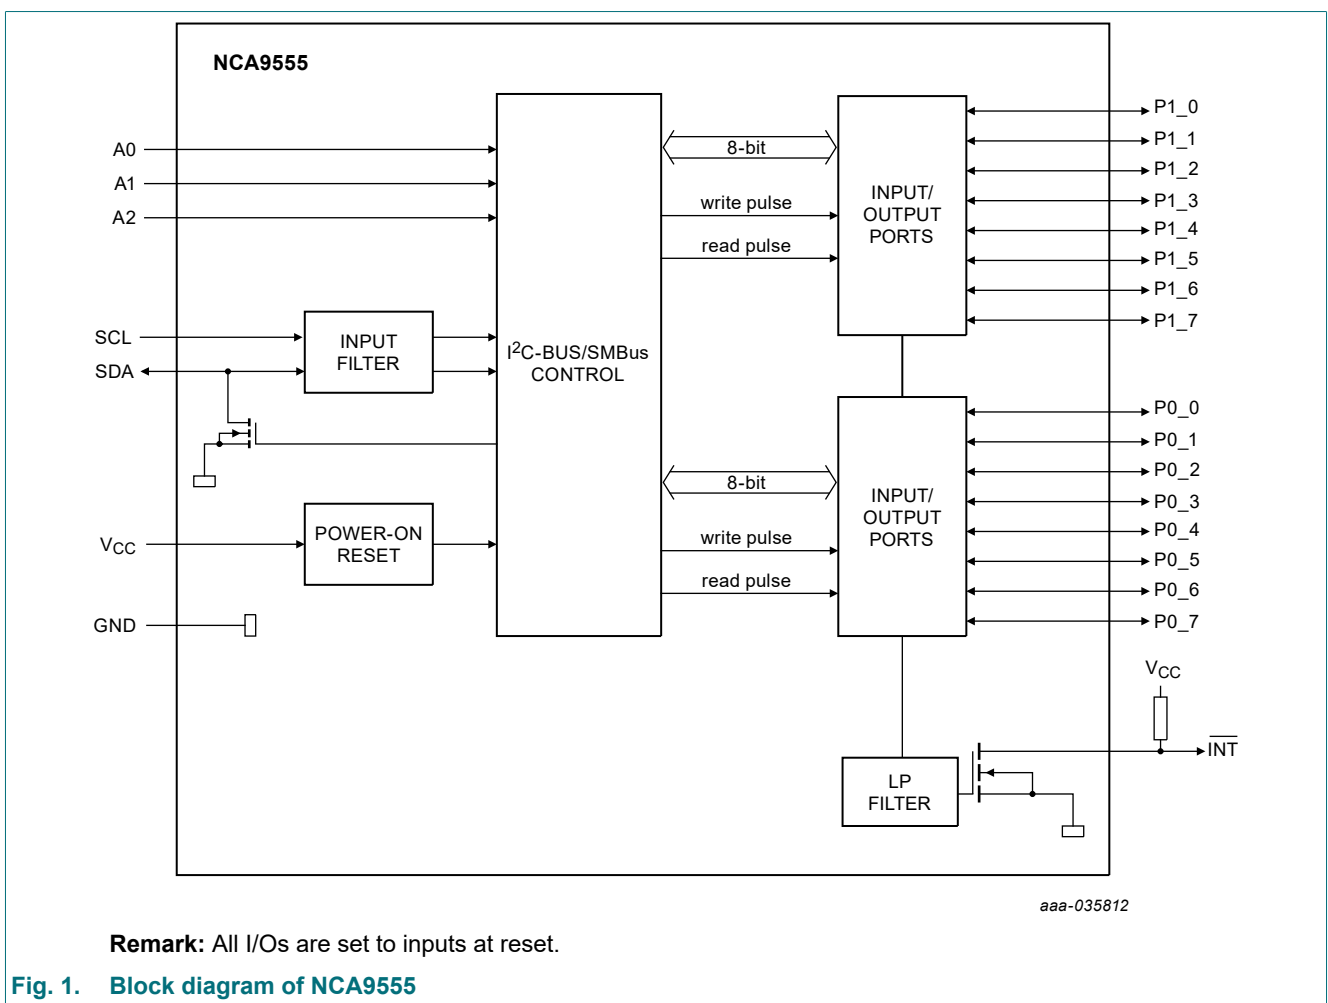 NCA9555
A0
A1
A2
SCL
SDA
VCC
GND
INPUT
FILTER
POWER-ON
RESET
I2C-BUS/SMBus
CONTROL
8-bit
write pulse
read pulse
8-bit
write pulse
read pulse
INPUT/
OUTPUT
PORTS
INPUT/
OUTPUT
PORTS
LP
FILTER
P1_0
P1_1
P1_2
P1_3
P1_4
P1_5
P1_6
P1_7
P0_0
P0_1
P0_2
P0_3
P0_4
P0_5
P0_6
P0_7
VCC
INT
aaa-035812
Remark: All I/Os are set to inputs at reset.
Fig. 1. Block diagram of NCA9555